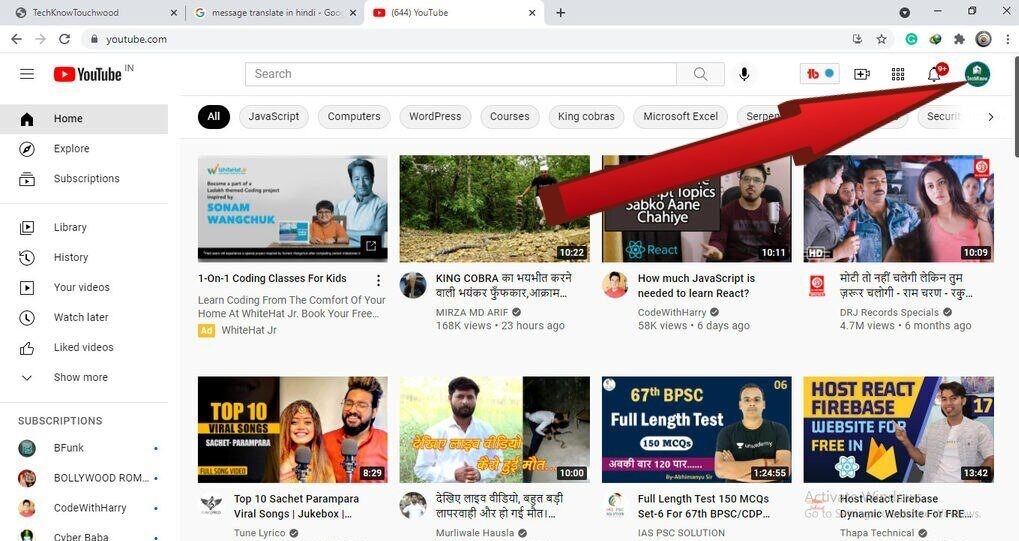 TechKnowTouchwood
message translate in hindi - Goo
(644) YouTube
youtube.com
YouTube IN
Search
9+
All
JavaScript
Computers
WordPress
Courses
King cobras
Microsoft Excel
Home
Explore
Subscriptions
Library
History
Your videos
Watch later
Liked videos
Show more
SUBSCRIPTIONS
BFunk
BOLLYWOOD ROM...
CodeWithHarry
Cyber Baba
WhiteHat Jr
Become a part of a
Ladakh themed Coding project
inspired by
SONAM
WANGCHUK
1-On-1 Coding Classes For Kids
Learn Coding From The Comfort Of Your
Home At WhiteHat Jr. Book Your Free...
Ad WhiteHat Jr
10:22
KING COBRA का भयभीत करने
वाली भयंकर फुँफकार,आक्राम...
MIRZA MD ARIF
168K views • 23 hours ago
Topics
Sabko Aane
Chahiye
React
10:11
How much JavaScript is
needed to learn React?
CodeWithHarry
58K views • 6 days ago
HD
10:09
मोटी तो नहीं चलेगी लेकिन तुम
ज़रूर चलोगी - राम चरण - रकु...
DRJ Records Specials
4.7M views • 6 months ago
TOP 10
VIRAL SONGS
SACHET-PARAMPARA
FULL SONG VIDEO
8:29
Top 10 Sachet Parampara
Viral Songs | Jukebox |...
Tune Lyrico
देखिए लाइव वीडियो
कैसे हुई मौत...
10:00
देखिए लाइव वीडियो, बहुत बड़ी
लापरवाही और हो गई मौत।
Murliwale Hausla
67th BPSC
06
Full Length Test
150 MCQs
unacademy
अबकी बार 120 पार......
By-Abhimanyu Sir
1:24:55
Full Length Test 150 MCQs
Set-6 For 67th BPSC/CDP...
IAS PSC SOLUTION
HOST REACT
FIREBASE
17
WEBSITE FOR
FREE IN
13:42
Host React Firebase
Dynamic Website For FRE...
Thapa Technical
Activate Windows
Go to Settings to activate Windows.